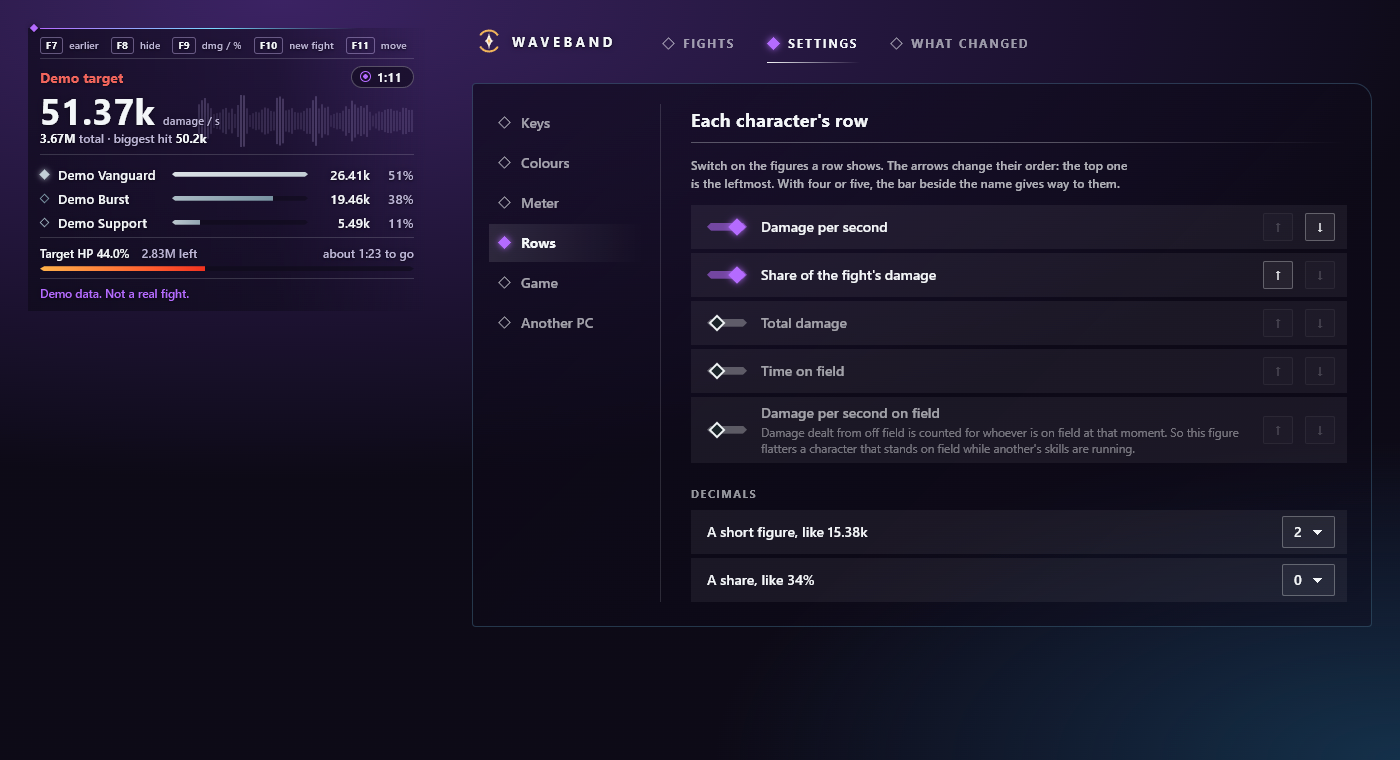 F7 earlier F8 hide F9 dmg / % F10 new fight F11 move
Demo target 1:11
51.37k damage / s
3.67M total · biggest hit 50.2k
Demo Vanguard 26.41k 51%
Demo Burst 19.46k 38%
Demo Support 5.49k 11%
Target HP 44.0% 2.83M left about 1:23 to go
Demo data. Not a real fight.
WAVEBAND FIGHTS SETTINGS WHAT CHANGED
Keys
Colours
Meter
Rows
Game
Another PC
Each character's row
Switch on the figures a row shows. The arrows change their order: the top one
is the leftmost. With four or five, the bar beside the name gives way to them.
Damage per second ↑ ↓
Share of the fight's damage ↑ ↓
Total damage ↑ ↓
Time on field ↑ ↓
Damage per second on field ↑ ↓
Damage dealt from off field is counted for whoever is on field at that moment. So this figure
flatters a character that stands on field while another's skills are running.
DECIMALS
A short figure, like 15.38k 2
A share, like 34% 0